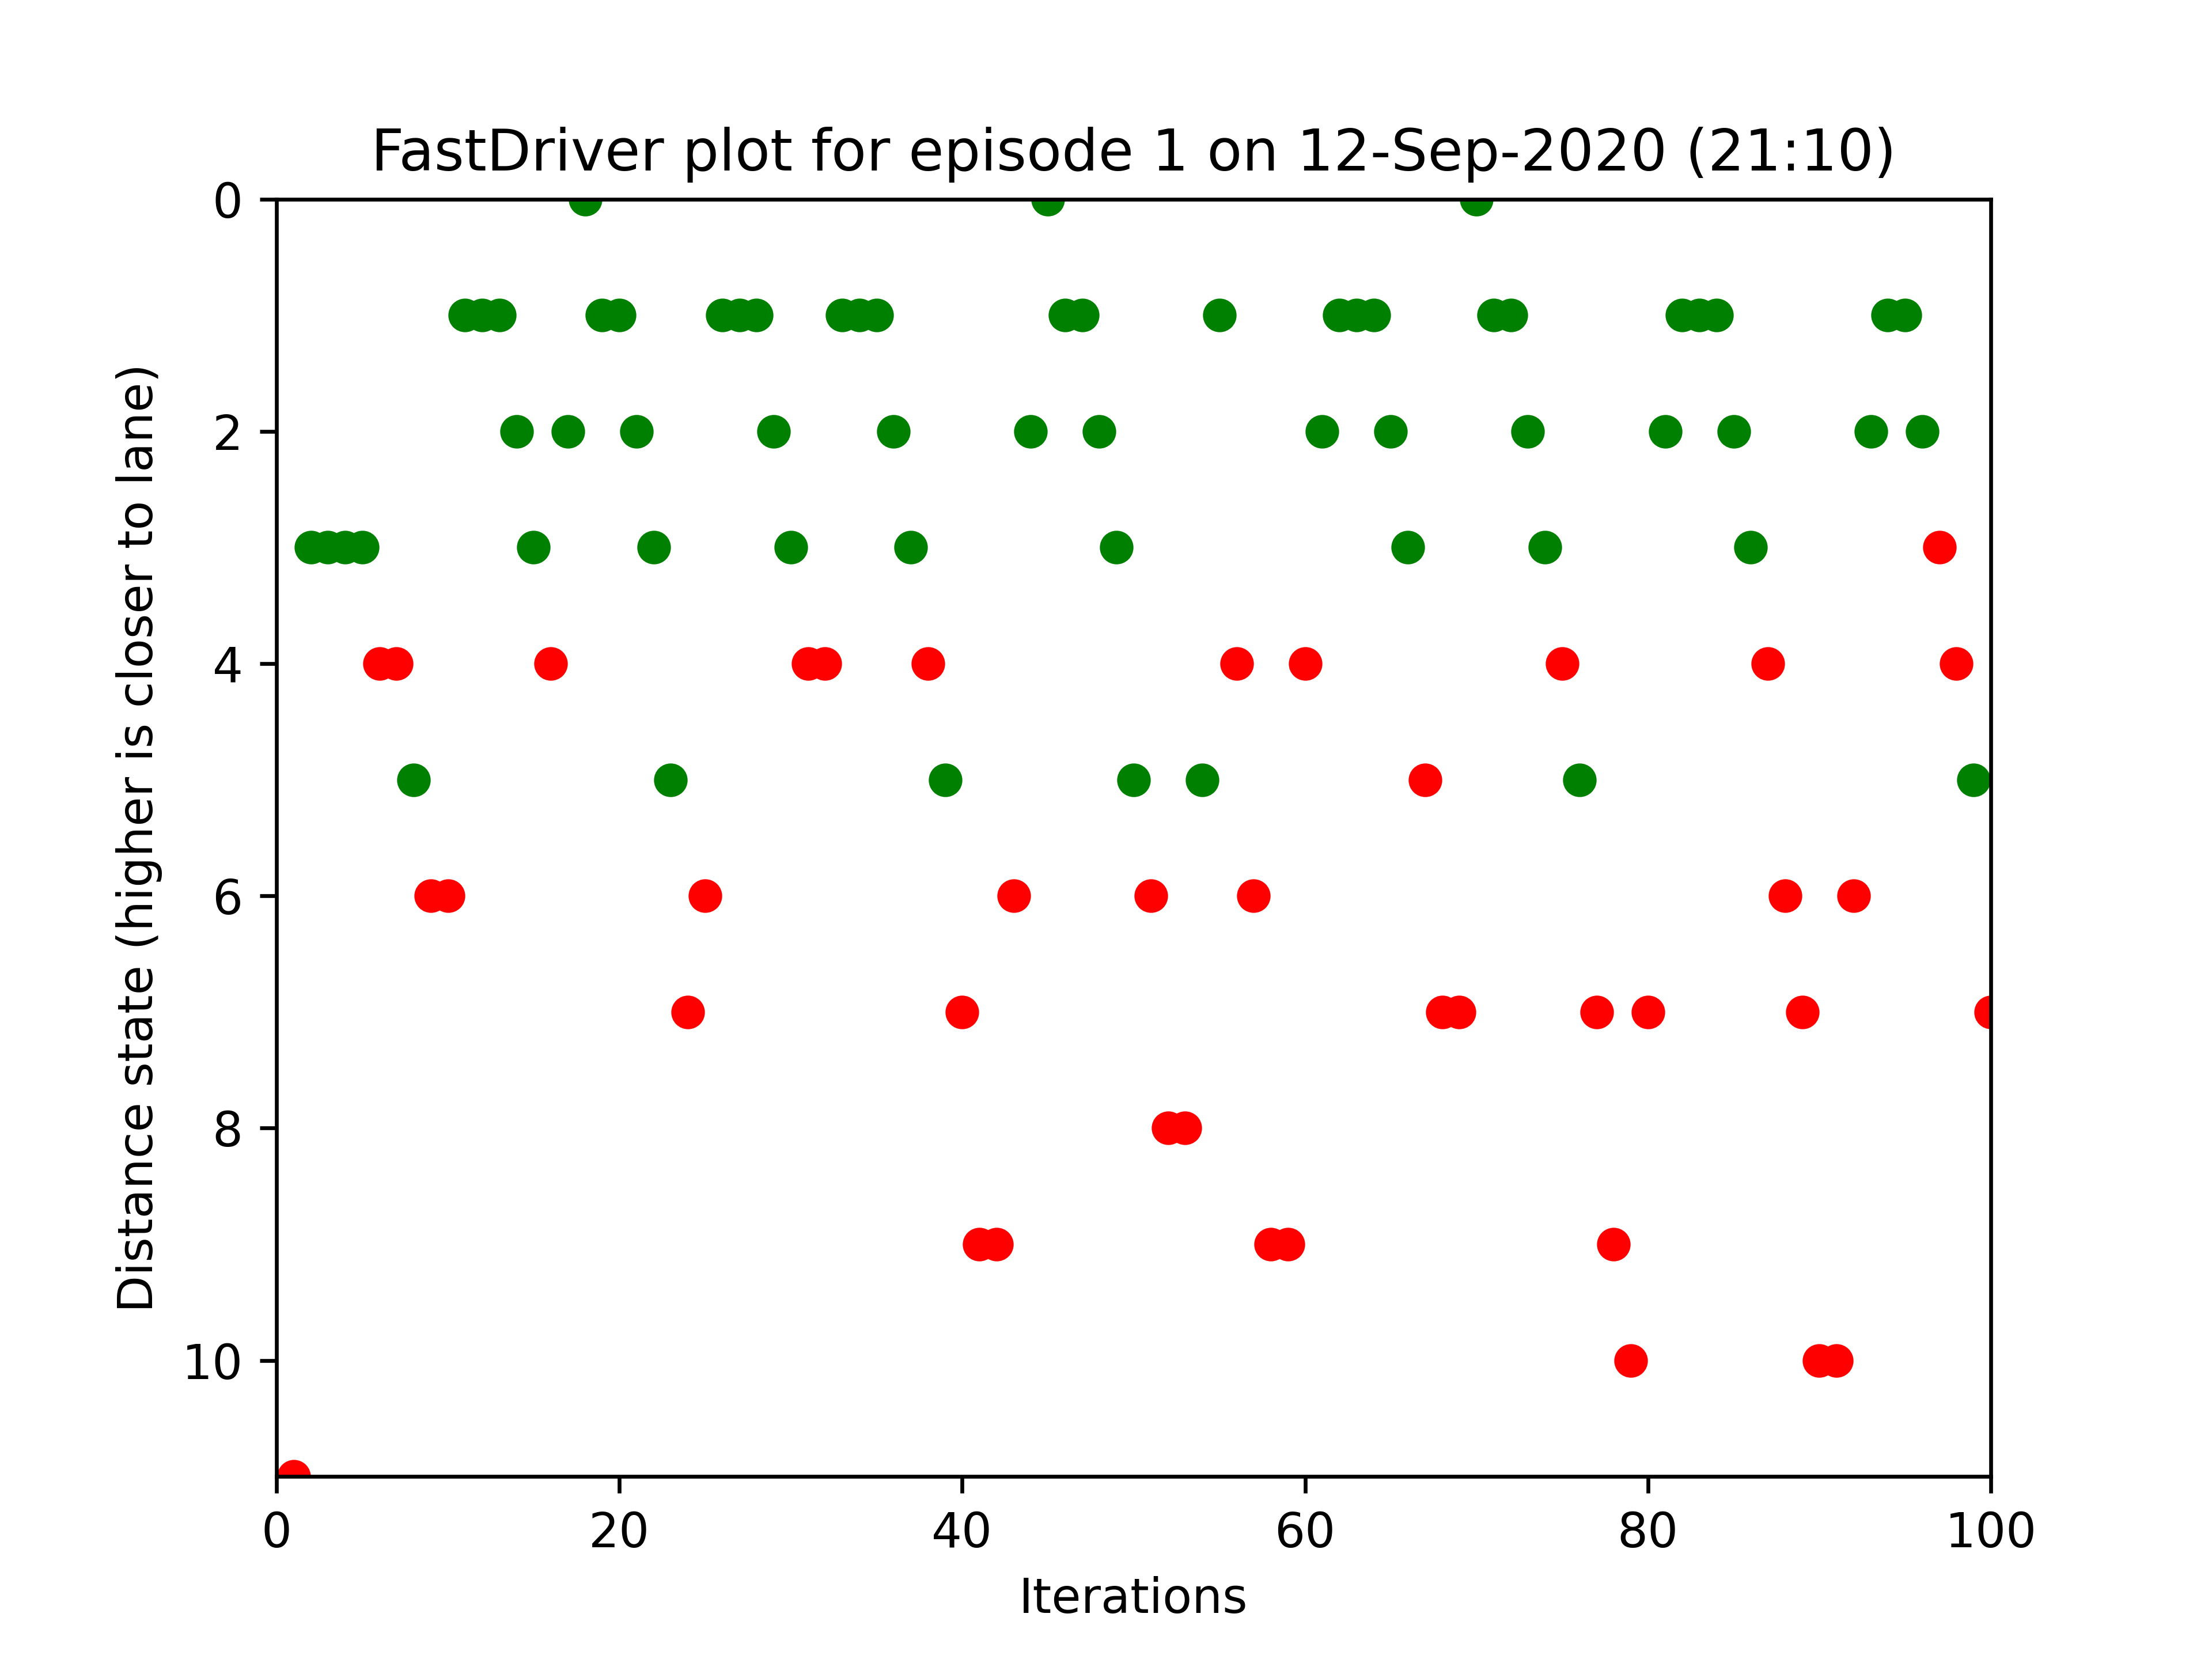 FastDriver plot for episode 1 on 12-Sep-2020 (21:10)
Distance state (higher is closer to lane)
0
2
4
6
8
10
0 20 40 60 80 100
Iterations